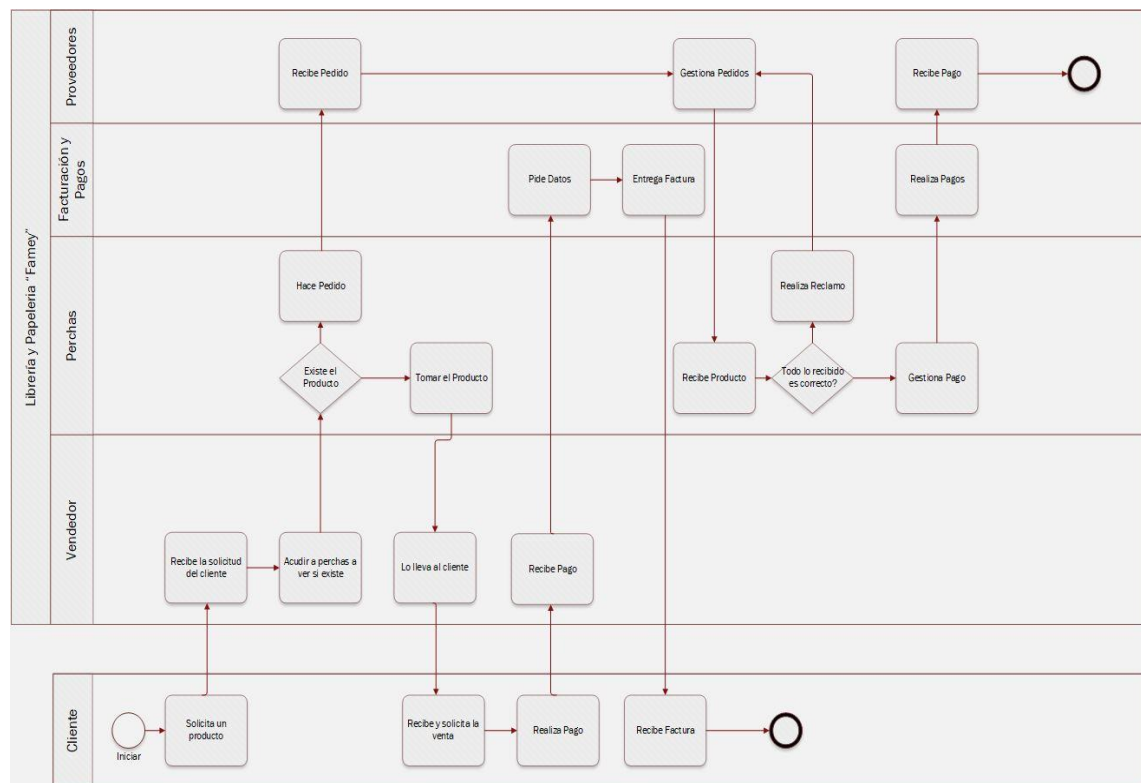 Librería y Papeleria "Famey"
Proveedores
Recibe Pedido
Gestiona Pedidos
Recibe Pago
Facturación y
Pagos
Pide Datos
Entrega Factura
Realiza Pagos
Perchas
Hace Pedido
Realiza Reclamo
Existe el
Producto
Tomar el Producto
Recibe Producto
Todo lo recibido
es correcto?
Gestiona Pago
Vendedor
Recibe la solicitud
del cliente
Acudir a perchas a
ver si existe
Lo lleva al cliente
Recibe Pago
Cliente
Iniciar
Solicita un
producto
Recibe y solicita la
venta
Realiza Pago
Recibe Factura